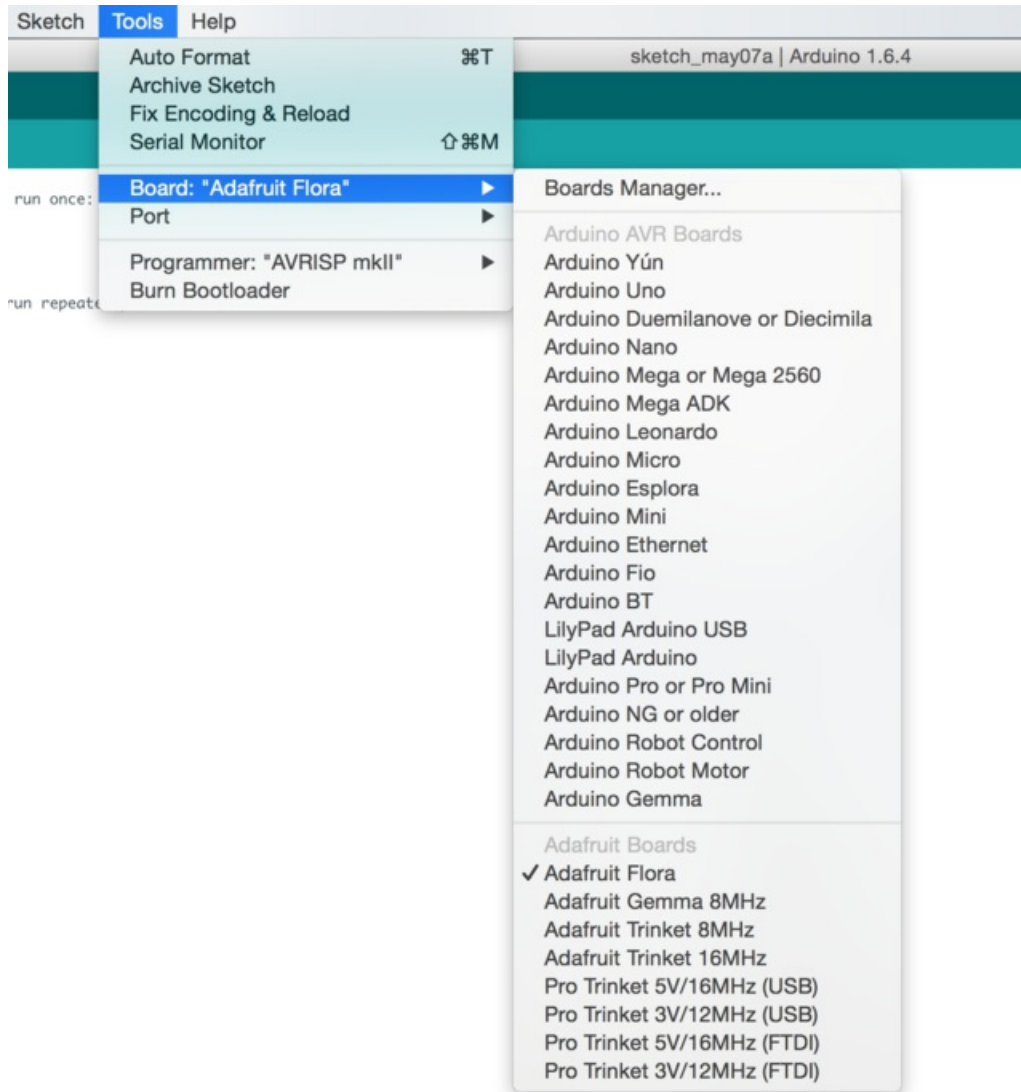 Sketch Tools Help
sketch_may07a | Arduino 1.6.4
Auto Format ⌘T
Archive Sketch
Fix Encoding & Reload
Serial Monitor ⇧⌘M
Board: "Adafruit Flora"
Port
Programmer: "AVRISP mkII"
Burn Bootloader
run once:
run repeate
Boards Manager...
Arduino AVR Boards
Arduino Yún
Arduino Uno
Arduino Duemilanove or Diecimila
Arduino Nano
Arduino Mega or Mega 2560
Arduino Mega ADK
Arduino Leonardo
Arduino Micro
Arduino Esplora
Arduino Mini
Arduino Ethernet
Arduino Fio
Arduino BT
LilyPad Arduino USB
LilyPad Arduino
Arduino Pro or Pro Mini
Arduino NG or older
Arduino Robot Control
Arduino Robot Motor
Arduino Gemma
Adafruit Boards
✓ Adafruit Flora
Adafruit Gemma 8MHz
Adafruit Trinket 8MHz
Adafruit Trinket 16MHz
Pro Trinket 5V/16MHz (USB)
Pro Trinket 3V/12MHz (USB)
Pro Trinket 5V/16MHz (FTDI)
Pro Trinket 3V/12MHz (FTDI)